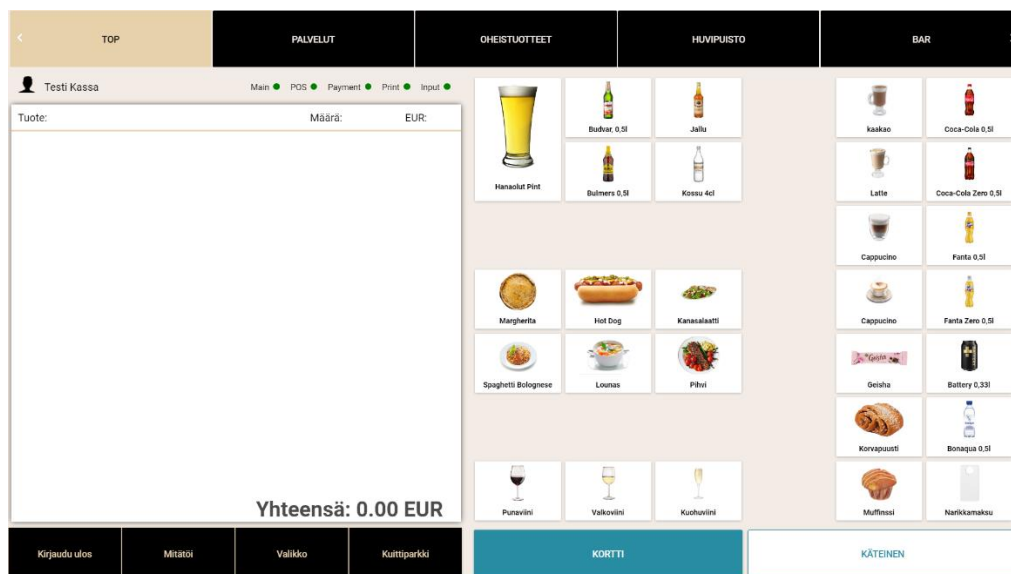 TOP PALVELUT OHEISTUOTTEET HUVIPUISTO BAR
Testi Kassa Main POS Payment Print Input
Tuote: Määrä: EUR:
Budvar, 0,5l Jallu kaakao Coca-Cola 0,5l
Hanaolut Pint Bulmers 0,5l Kossu 4cl Latte Coca-Cola Zero 0,5l
Cappucino Fanta 0,5l
Margherita Hot Dog Kanasalaatti Cappucino Fanta Zero 0,5l
Geisha
Spaghetti Bolognese Lounas Pihvi Geisha Battery 0,33l
Korvapuusti Bonaqua 0,5l
Yhteensä: 0.00 EUR
Punaviini Valkoviini Kuohuviini Muffinssi Narikkamaksu
Kirjaudu ulos Mitätöi Valikko Kuittiparkki KORTTI KÄTEINEN